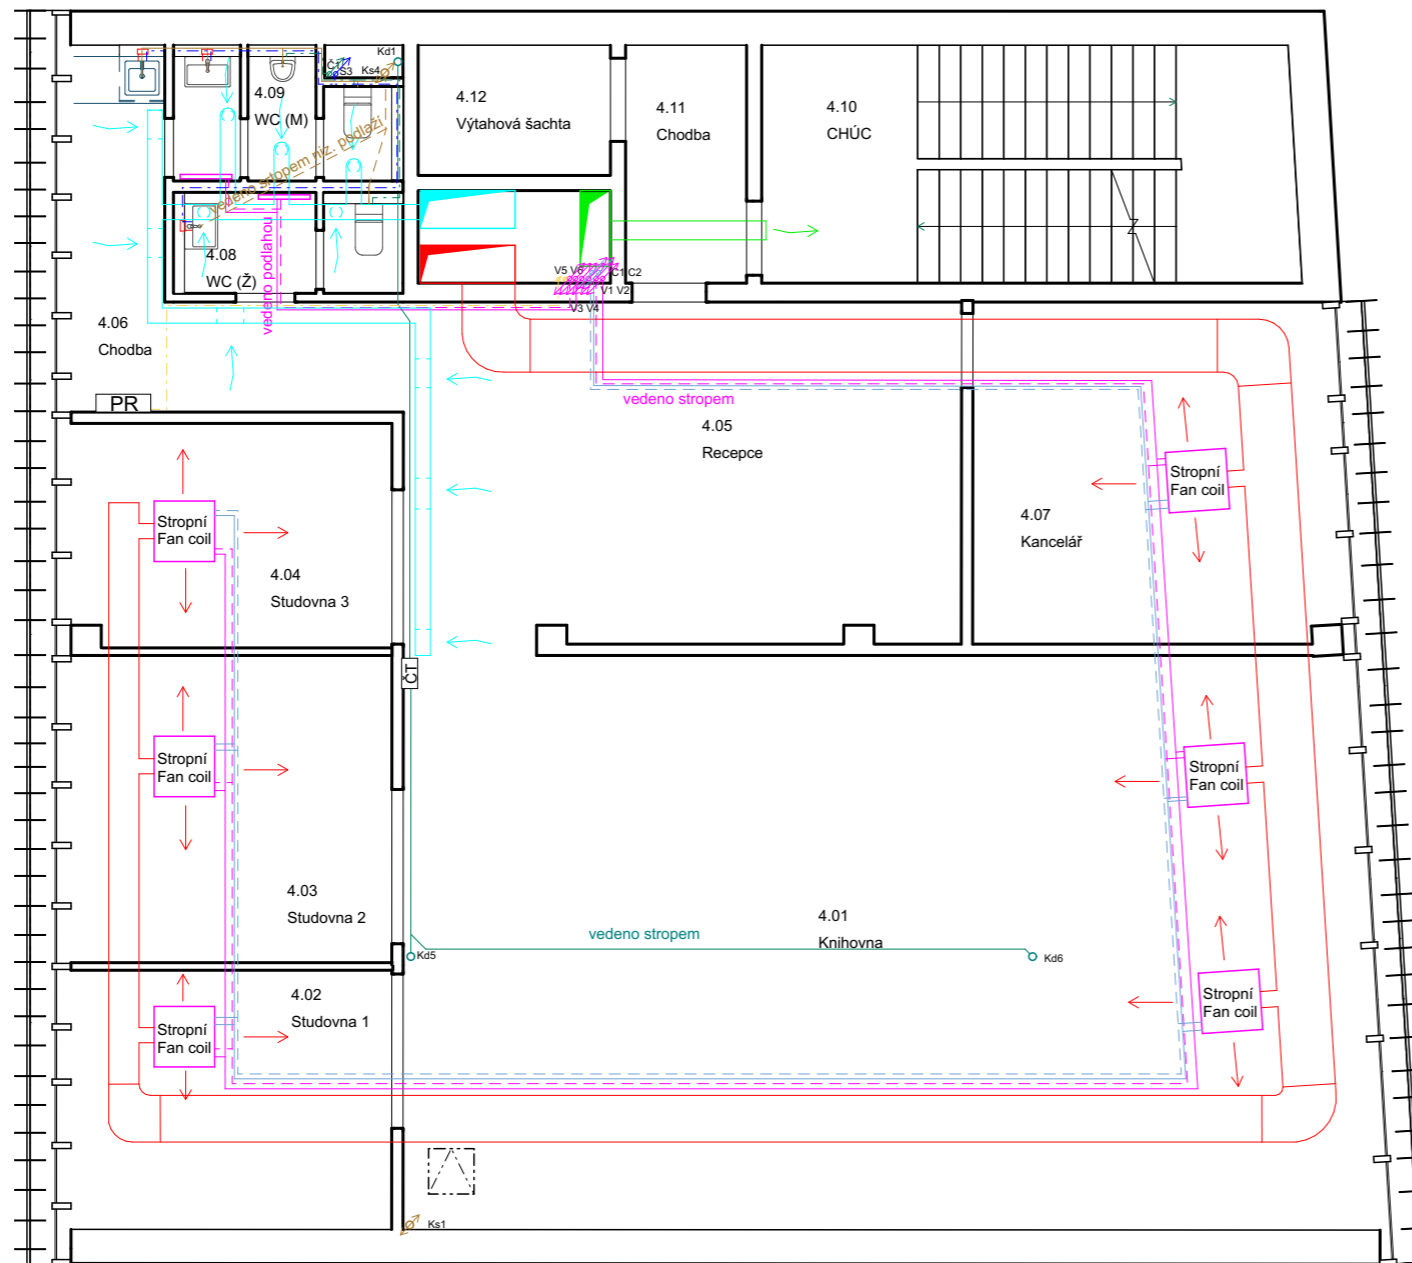 Kd1
Č1
S3
Ks4
4.09
WC (M)
4.12
Výtahová šachta
4.11
Chodba
4.10
CHÚC
vedeno srtopem níz. podlaží
Z
4.08
WC (Ž)
vedeno podlahou
V5 V6
C1 C2
V1 V2
V3 V4
4.06
Chodba
PR
vedeno stropem
4.05
Recepce
Stropní
Fan coil
4.07
Kancelář
Stropní
Fan coil
4.04
Studovna 3
ČT
Stropní
Fan coil
Stropní
Fan coil
4.03
Studovna 2
4.01
Knihovna
vedeno stropem
Kd5
Kd6
4.02
Studovna 1
Stropní
Fan coil
Stropní
Fan coil
Ks1